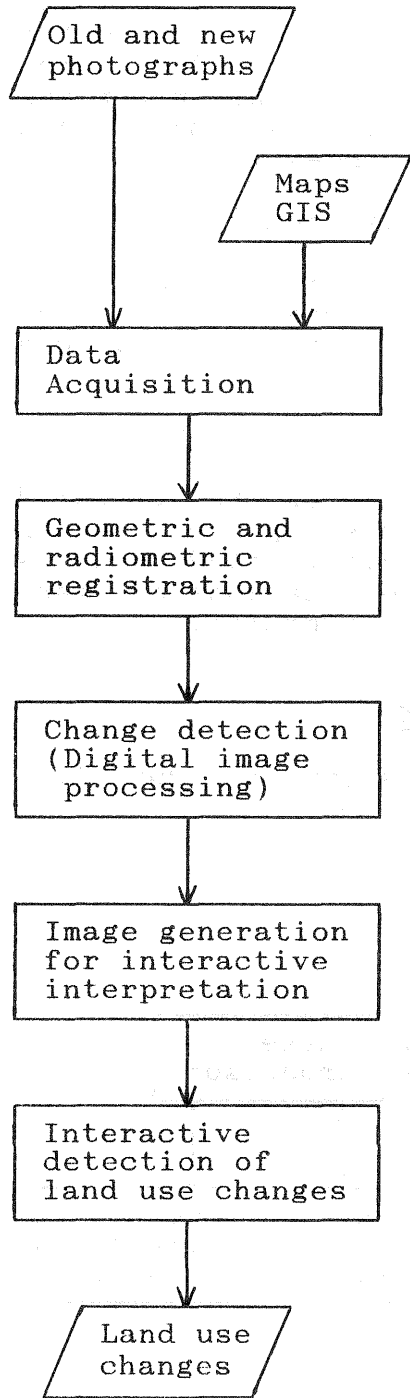 Old and new
photographs
Maps
GIS
Data
Acquisition
Geometric and
radiometric
registration
Change detection
(Digital image
processing)
Image generation
for interactive
interpretation
Interactive
detection of
land use changes
Land use
changes